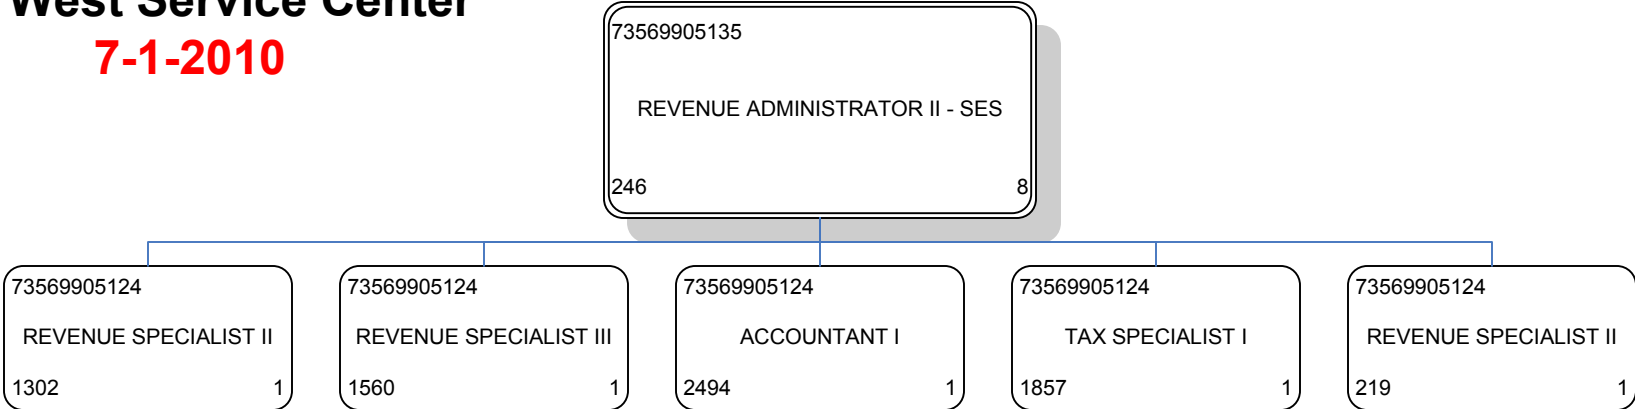 West Service Center
7-1-2010
73569905135
REVENUE ADMINISTRATOR II - SES
246 8
73569905124
REVENUE SPECIALIST II
1302 1
73569905124
REVENUE SPECIALIST III
1560 1
73569905124
ACCOUNTANT I
2494 1
73569905124
TAX SPECIALIST I
1857 1
73569905124
REVENUE SPECIALIST II
219 1